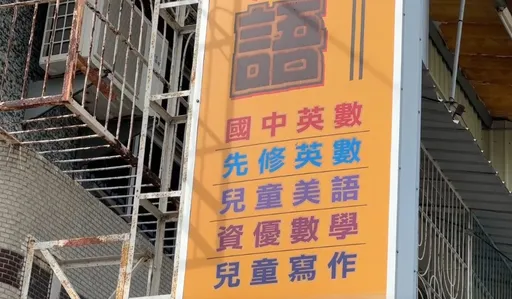 語
國中英數
先修英數
兒童美語
資優數學
兒童寫作